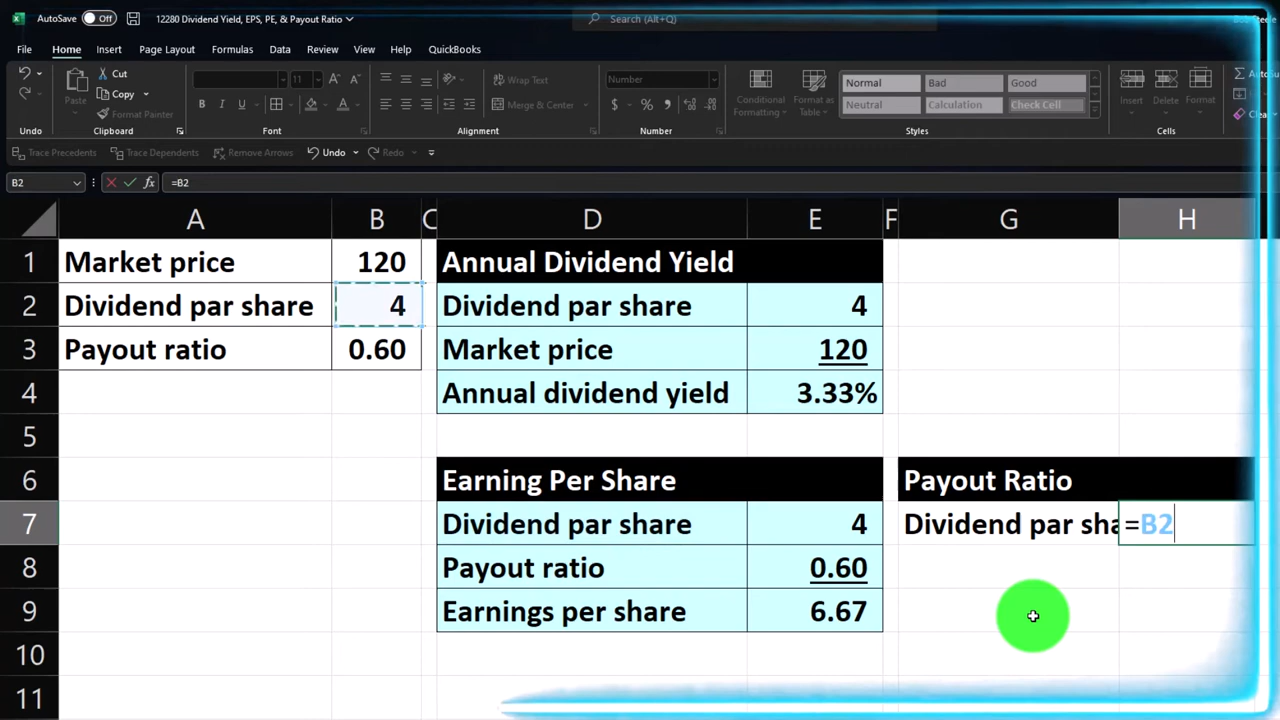 AutoSave Off 12280 Dividend Yield, EPS, PE, & Payout Ratio Search (Alt+Q)
File Home Insert Page Layout Formulas Data Review View Help QuickBooks
Cut 11 Wrap Text Number Normal Bad Good
Paste Copy Merge & Center Conditional Formatting Format as Table Neutral Calculation Check Cell Insert Delete Format
Format Painter
Undo Clipboard Font Alignment Number Styles Cells
Trace Precedents Trace Dependents Remove Arrows Undo Redo
B2 fx =B2
A B C D E F G H
1 Market price 120 Annual Dividend Yield
2 Dividend par share 4 Dividend par share 4
3 Payout ratio 0.60 Market price 120
4 Annual dividend yield 3.33%
5
6 Earning Per Share Payout Ratio
7 Dividend par share 4 Dividend par sha =B2
8 Payout ratio 0.60
9 Earnings per share 6.67
10
11